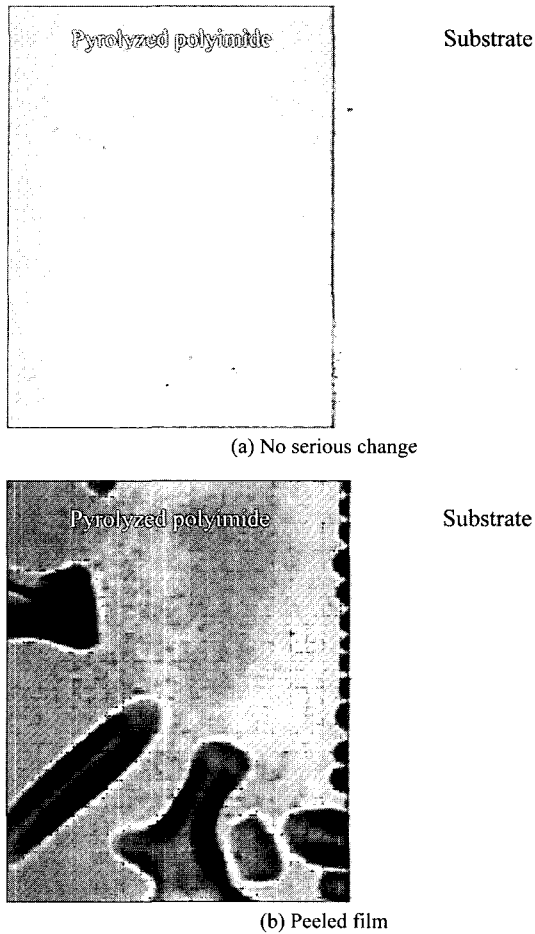 Pyrolyzed polyimide Substrate
(a) No serious change
Pyrolyzed polyimide Substrate
(b) Peeled film